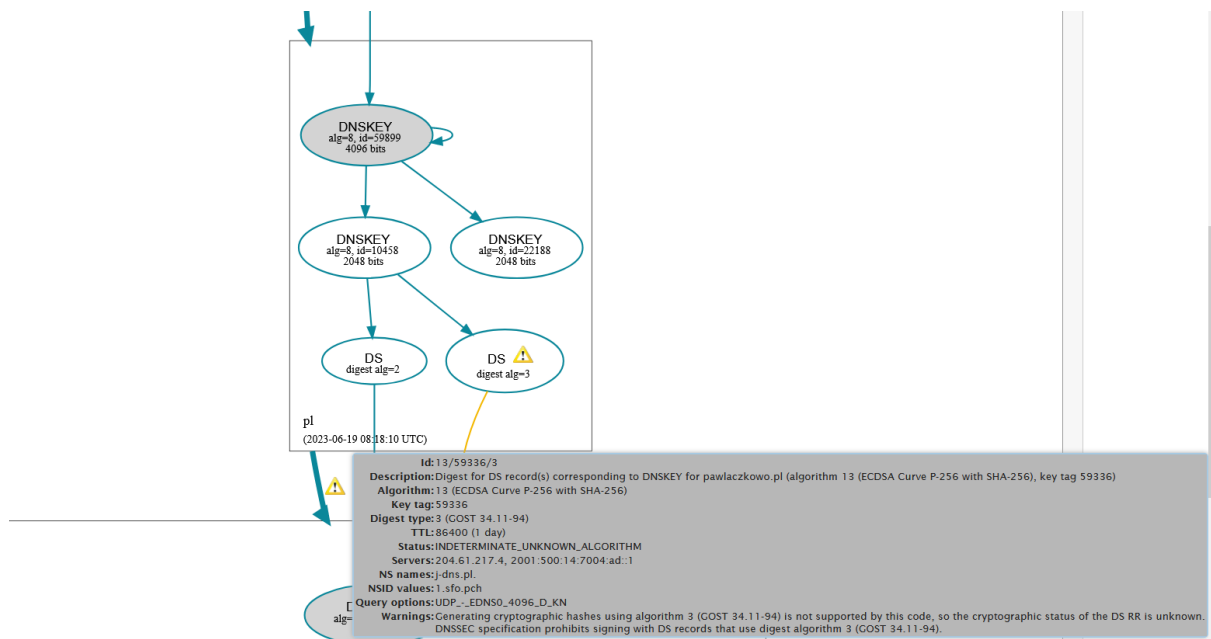 DNSKEY
alg=8, id=59899
4096 bits
DNSKEY
alg=8, id=10458
2048 bits
DNSKEY
alg=8, id=22188
2048 bits
DS
digest alg=2
DS
digest alg=3
pl
(2023-06-19 08:18:10 UTC)
Id: 13/59336/3
Description: Digest for DS record(s) corresponding to DNSKEY for pawlaczkowo.pl (algorithm 13 (ECDSA Curve P-256 with SHA-256), key tag 59336)
Algorithm: 13 (ECDSA Curve P-256 with SHA-256)
Key tag: 59336
Digest type: 3 (GOST 34.11-94)
TTL: 86400 (1 day)
Status: INDETERMINATE_UNKNOWN_ALGORITHM
Servers: 204.61.217.4, 2001:500:14:7004:ad::1
NS names: j-dns.pl.
NSID values: 1.sfo.pch
Query options: UDP_-_EDNS0_4096_D_KN
Warnings: Generating cryptographic hashes using algorithm 3 (GOST 34.11-94) is not supported by this code, so the cryptographic status of the DS RR is unknown.
DNSSEC specification prohibits signing with DS records that use digest algorithm 3 (GOST 34.11-94).
alg=